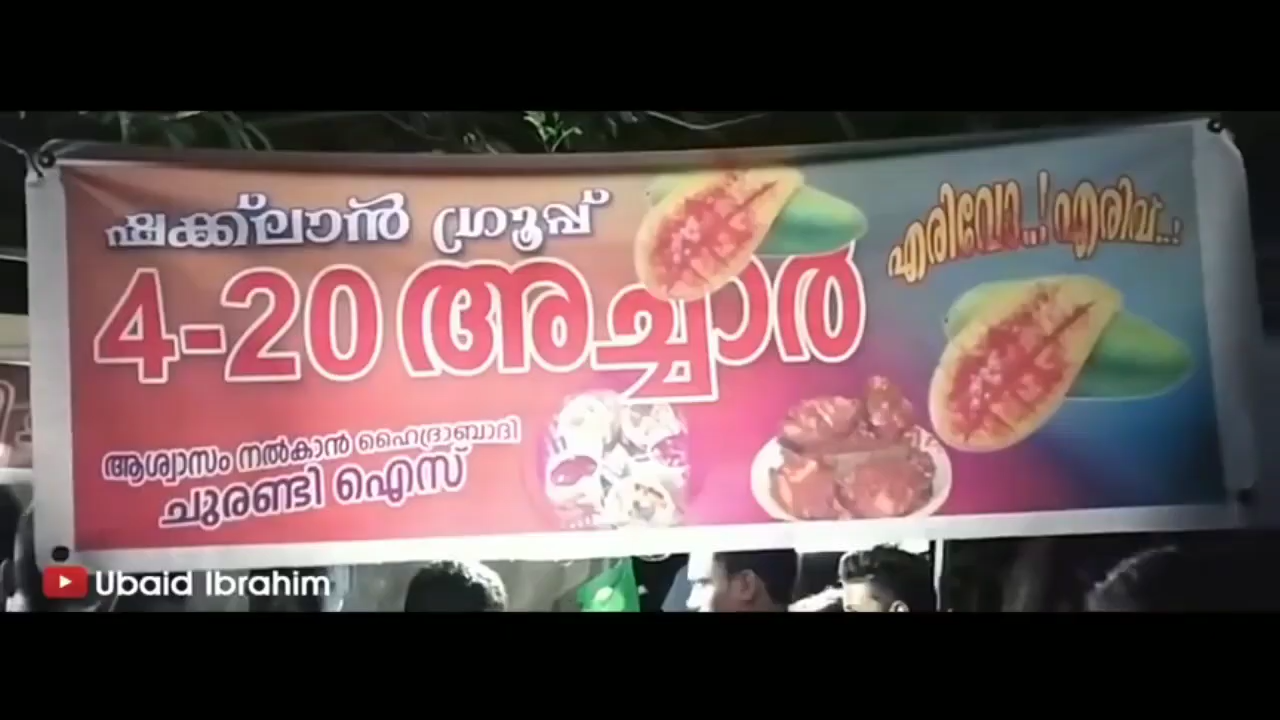 ഷക്ക്ലാൻ ഗ്രൂപ്പ്
4-20 അച്ചാർ
എരിവോ...! എരിവ്...!
ആശ്വാസം നൽകാൻ ഹൈദ്രാബാദി
ചുരണ്ടി ഐസ്
Ubaid Ibrahim